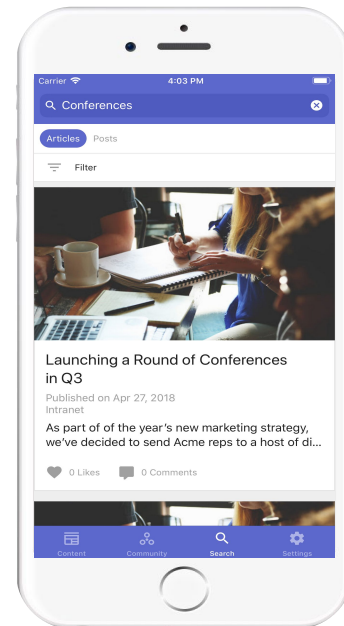 Carrier 4:03 PM
Conferences
Articles Posts
Filter
Launching a Round of Conferences
in Q3
Published on Apr 27, 2018
Intranet
As part of of the year's new marketing strategy,
we've decided to send Acme reps to a host of di...
0 Likes 0 Comments
Content Community Search Settings